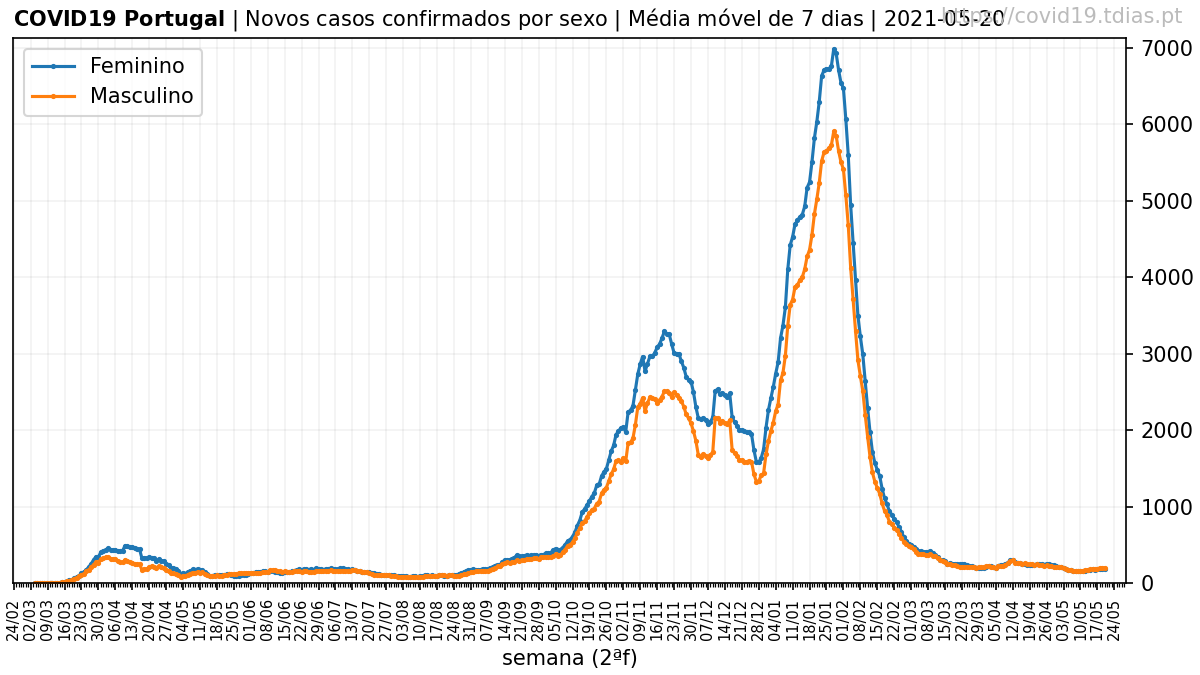 COVID19 Portugal | Novos casos confirmados por sexo | Média móvel de 7 dias | 2021-05-20
https://covid19.tdias.pt
Feminino
Masculino
7000
6000
5000
4000
3000
2000
1000
0
24/02 02/03 09/03 16/03 23/03 30/03 06/04 13/04 20/04 27/04 04/05 11/05 18/05 25/05 01/06 08/06 15/06 22/06 29/06 06/07 13/07 20/07 27/07 03/08 10/08 17/08 24/08 31/08 07/09 14/09 21/09 28/09 05/10 12/10 19/10 26/10 02/11 09/11 16/11 23/11 30/11 07/12 14/12 21/12 28/12 04/01 11/01 18/01 25/01 01/02 08/02 15/02 22/02 01/03 08/03 15/03 22/03 29/03 05/04 12/04 19/04 26/04 03/05 10/05 17/05 24/05
semana (2ªf)